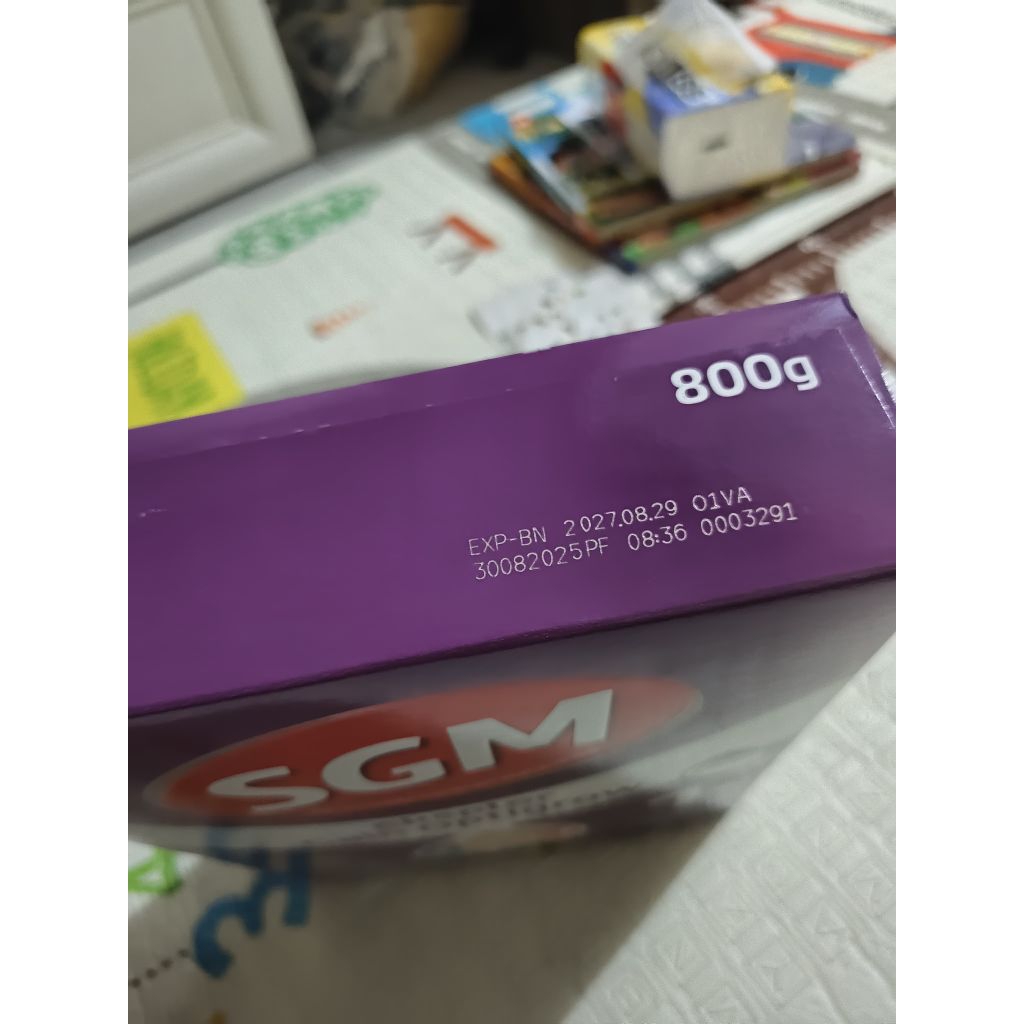 800g
EXP-BN 2027.08.29 01VA
30082025PF 08:36 0003291
SGM